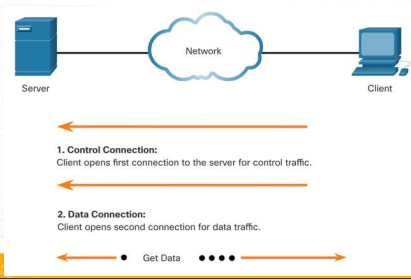 Network
Server
Client
1. Control Connection:
Client opens first connection to the server for control traffic.
2. Data Connection:
Client opens second connection for data traffic.
Get Data